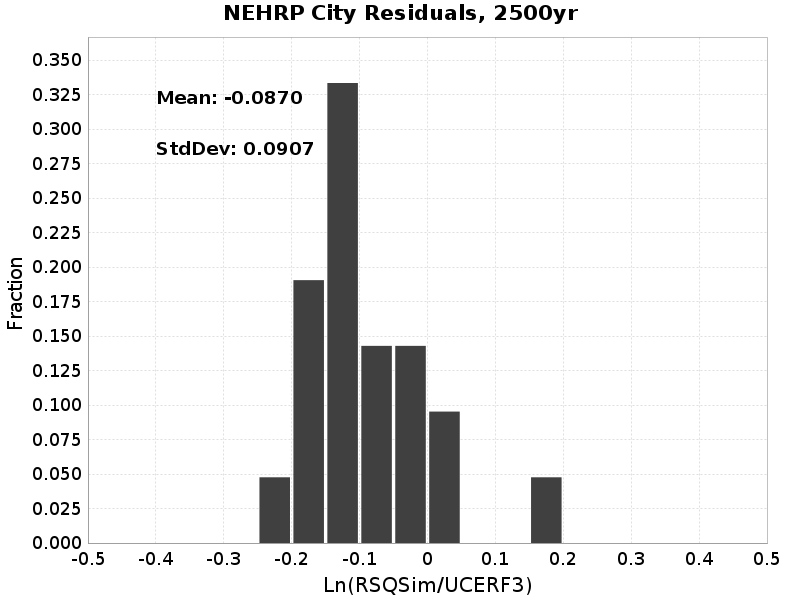 NEHRP City Residuals, 2500yr
0.350
0.325
0.300
0.275
0.250
0.225
0.200
0.175
0.150
0.125
0.100
0.075
0.050
0.025
0.000
Fraction
Mean: -0.0870
StdDev: 0.0907
-0.5 -0.4 -0.3 -0.2 -0.1 0 0.1 0.2 0.3 0.4 0.5
Ln(RSQSim/UCERF3)